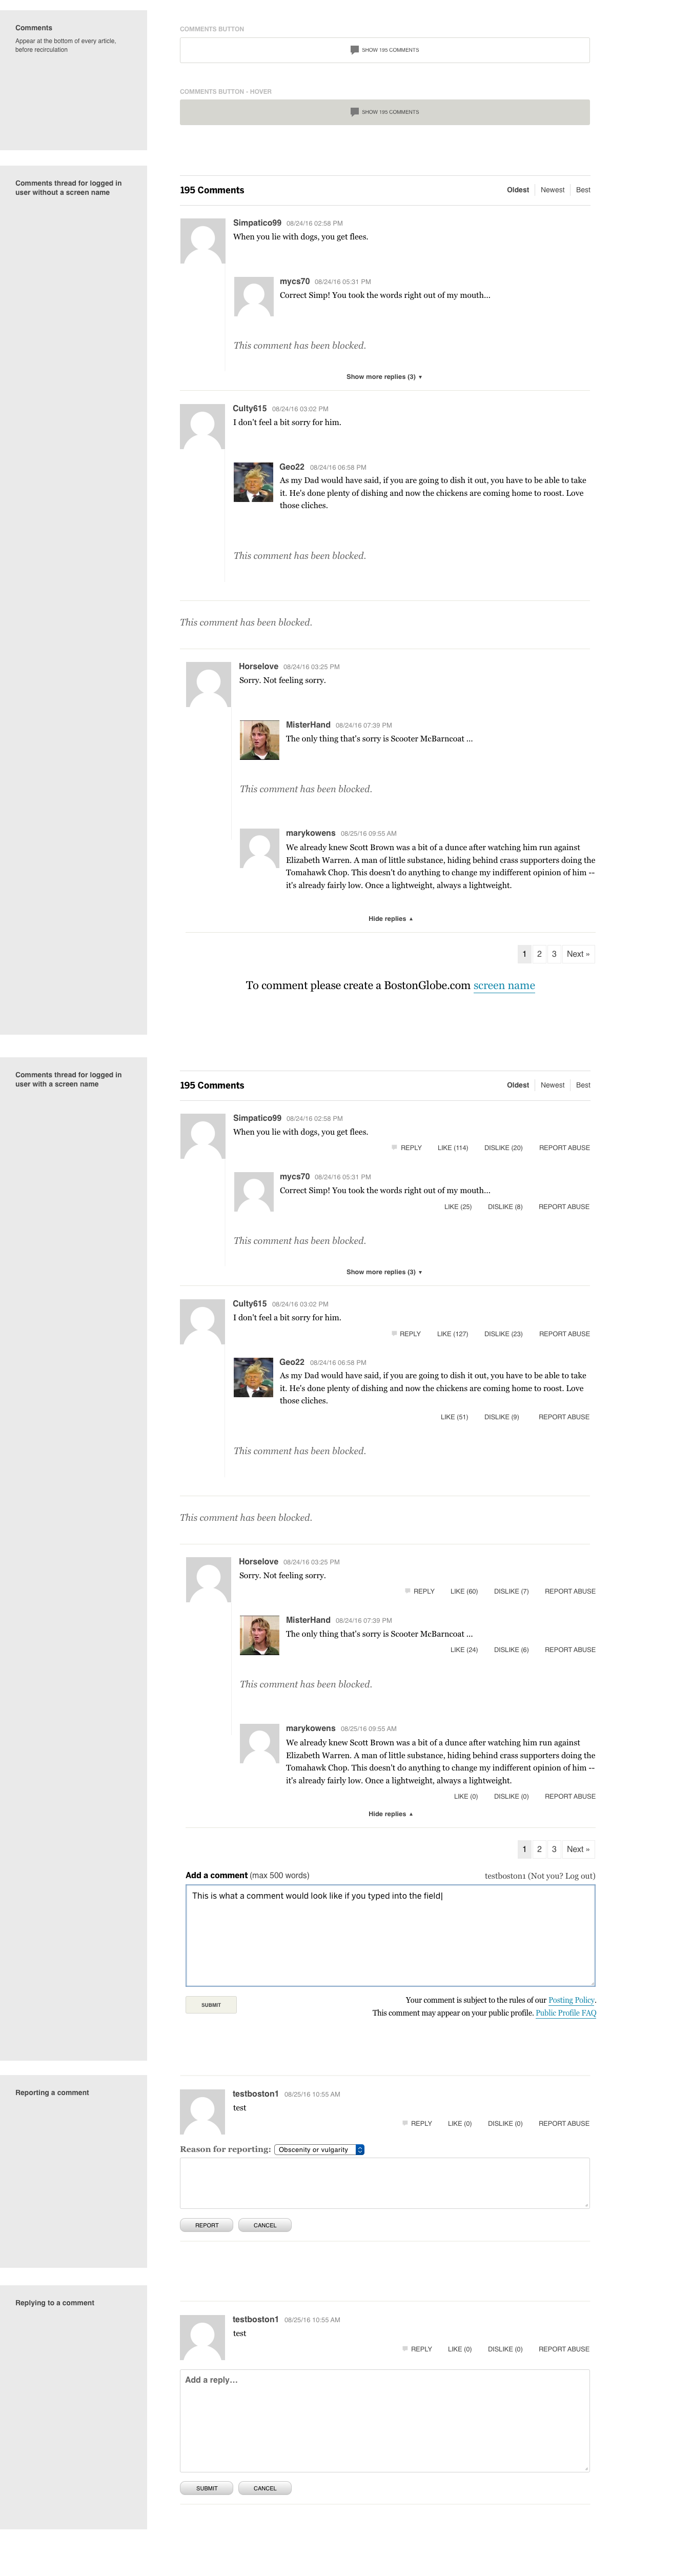 Comments
Appear at the bottom of every article,
before recirculation
COMMENTS BUTTON
SHOW 195 COMMENTS
COMMENTS BUTTON - HOVER
SHOW 195 COMMENTS
Comments thread for logged in
user without a screen name
195 Comments
Oldest Newest Best
Simpatico99 08/24/16 02:58 PM
When you lie with dogs, you get flees.
mycs70 08/24/16 05:31 PM
Correct Simp! You took the words right out of my mouth...
This comment has been blocked.
Show more replies (3) ▼
Culty615 08/24/16 03:02 PM
I don't feel a bit sorry for him.
Geo22 08/24/16 06:58 PM
As my Dad would have said, if you are going to dish it out, you have to be able to take
it. He's done plenty of dishing and now the chickens are coming home to roost. Love
those cliches.
This comment has been blocked.
This comment has been blocked.
Horselove 08/24/16 03:25 PM
Sorry. Not feeling sorry.
MisterHand 08/24/16 07:39 PM
The only thing that's sorry is Scooter McBarncoat ...
This comment has been blocked.
marykowens 08/25/16 09:55 AM
We already knew Scott Brown was a bit of a dunce after watching him run against
Elizabeth Warren. A man of little substance, hiding behind crass supporters doing the
Tomahawk Chop. This doesn't do anything to change my indifferent opinion of him --
it's already fairly low. Once a lightweight, always a lightweight.
Hide replies ▲
1 2 3 Next »
To comment please create a BostonGlobe.com screen name
Comments thread for logged in
user with a screen name
195 Comments
Oldest Newest Best
Simpatico99 08/24/16 02:58 PM
When you lie with dogs, you get flees.
REPLY LIKE (114) DISLIKE (20) REPORT ABUSE
mycs70 08/24/16 05:31 PM
Correct Simp! You took the words right out of my mouth...
LIKE (25) DISLIKE (8) REPORT ABUSE
This comment has been blocked.
Show more replies (3) ▼
Culty615 08/24/16 03:02 PM
I don't feel a bit sorry for him.
REPLY LIKE (127) DISLIKE (23) REPORT ABUSE
Geo22 08/24/16 06:58 PM
As my Dad would have said, if you are going to dish it out, you have to be able to take
it. He's done plenty of dishing and now the chickens are coming home to roost. Love
those cliches.
LIKE (51) DISLIKE (9) REPORT ABUSE
This comment has been blocked.
This comment has been blocked.
Horselove 08/24/16 03:25 PM
Sorry. Not feeling sorry.
REPLY LIKE (60) DISLIKE (7) REPORT ABUSE
MisterHand 08/24/16 07:39 PM
The only thing that's sorry is Scooter McBarncoat ...
LIKE (24) DISLIKE (6) REPORT ABUSE
This comment has been blocked.
marykowens 08/25/16 09:55 AM
We already knew Scott Brown was a bit of a dunce after watching him run against
Elizabeth Warren. A man of little substance, hiding behind crass supporters doing the
Tomahawk Chop. This doesn't do anything to change my indifferent opinion of him --
it's already fairly low. Once a lightweight, always a lightweight.
LIKE (0) DISLIKE (0) REPORT ABUSE
Hide replies ▲
1 2 3 Next »
Add a comment (max 500 words) testboston1 (Not you? Log out)
This is what a comment would look like if you typed into the field
SUBMIT
Your comment is subject to the rules of our Posting Policy.
This comment may appear on your public profile. Public Profile FAQ
Reporting a comment
testboston1 08/25/16 10:55 AM
test
REPLY LIKE (0) DISLIKE (0) REPORT ABUSE
Reason for reporting: Obscenity or vulgarity
REPORT CANCEL
Replying to a comment
testboston1 08/25/16 10:55 AM
test
REPLY LIKE (0) DISLIKE (0) REPORT ABUSE
Add a reply...
SUBMIT CANCEL